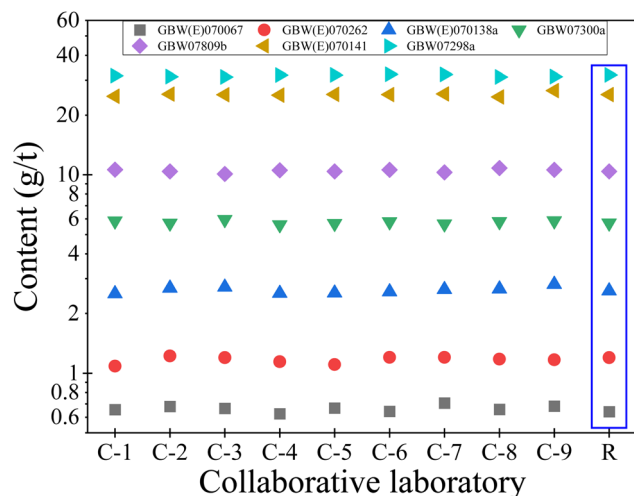 GBW(E)070067 GBW(E)070262 GBW(E)070138a GBW07300a
GBW07809b GBW(E)070141 GBW07298a
Content (g/t)
60
20
10
8
6
4
2
1
0.8
0.6
C-1 C-2 C-3 C-4 C-5 C-6 C-7 C-8 C-9 R
Collaborative laboratory